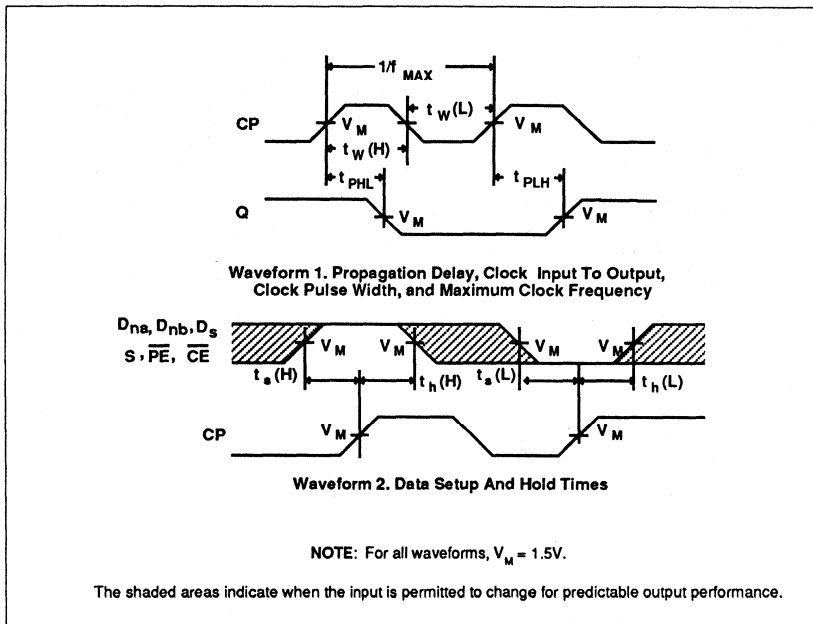 1/f MAX
CP
V M
t W (L)
V M
t W (H)
t PHL
t PLH
Q
V M
V M
Waveform 1. Propagation Delay, Clock Input To Output,
Clock Pulse Width, and Maximum Clock Frequency
Dna, Dnb, Ds
S, PE, CE
V M
V M
V M
V M
t s (H)
t h (H)
t s (L)
t h (L)
CP
V M
V M
Waveform 2. Data Setup And Hold Times
NOTE: For all waveforms, V M = 1.5V.
The shaded areas indicate when the input is permitted to change for predictable output performance.